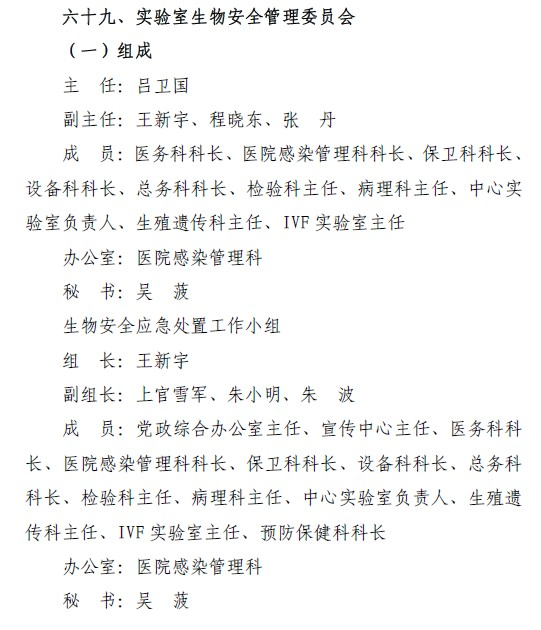 六十九、实验室生物安全管理委员会
（一）组成
主　任：吕卫国
副主任：王新宇、程晓东、张　丹
成　员：医务科科长、医院感染管理科科长、保卫科科长、
设备科科长、总务科科长、检验科主任、病理科主任、中心实
验室负责人、生殖遗传科主任、IVF 实验室主任
办公室：医院感染管理科
秘　书：吴　菠
生物安全应急处置工作小组
组　长：王新宇
副组长：上官雪军、朱小明、朱　波
成　员：党政综合办公室主任、宣传中心主任、医务科科
长、医院感染管理科科长、保卫科科长、设备科科长、总务科
科长、检验科主任、病理科主任、中心实验室负责人、生殖遗
传科主任、IVF 实验室主任、预防保健科科长
办公室：医院感染管理科
秘　书：吴　菠